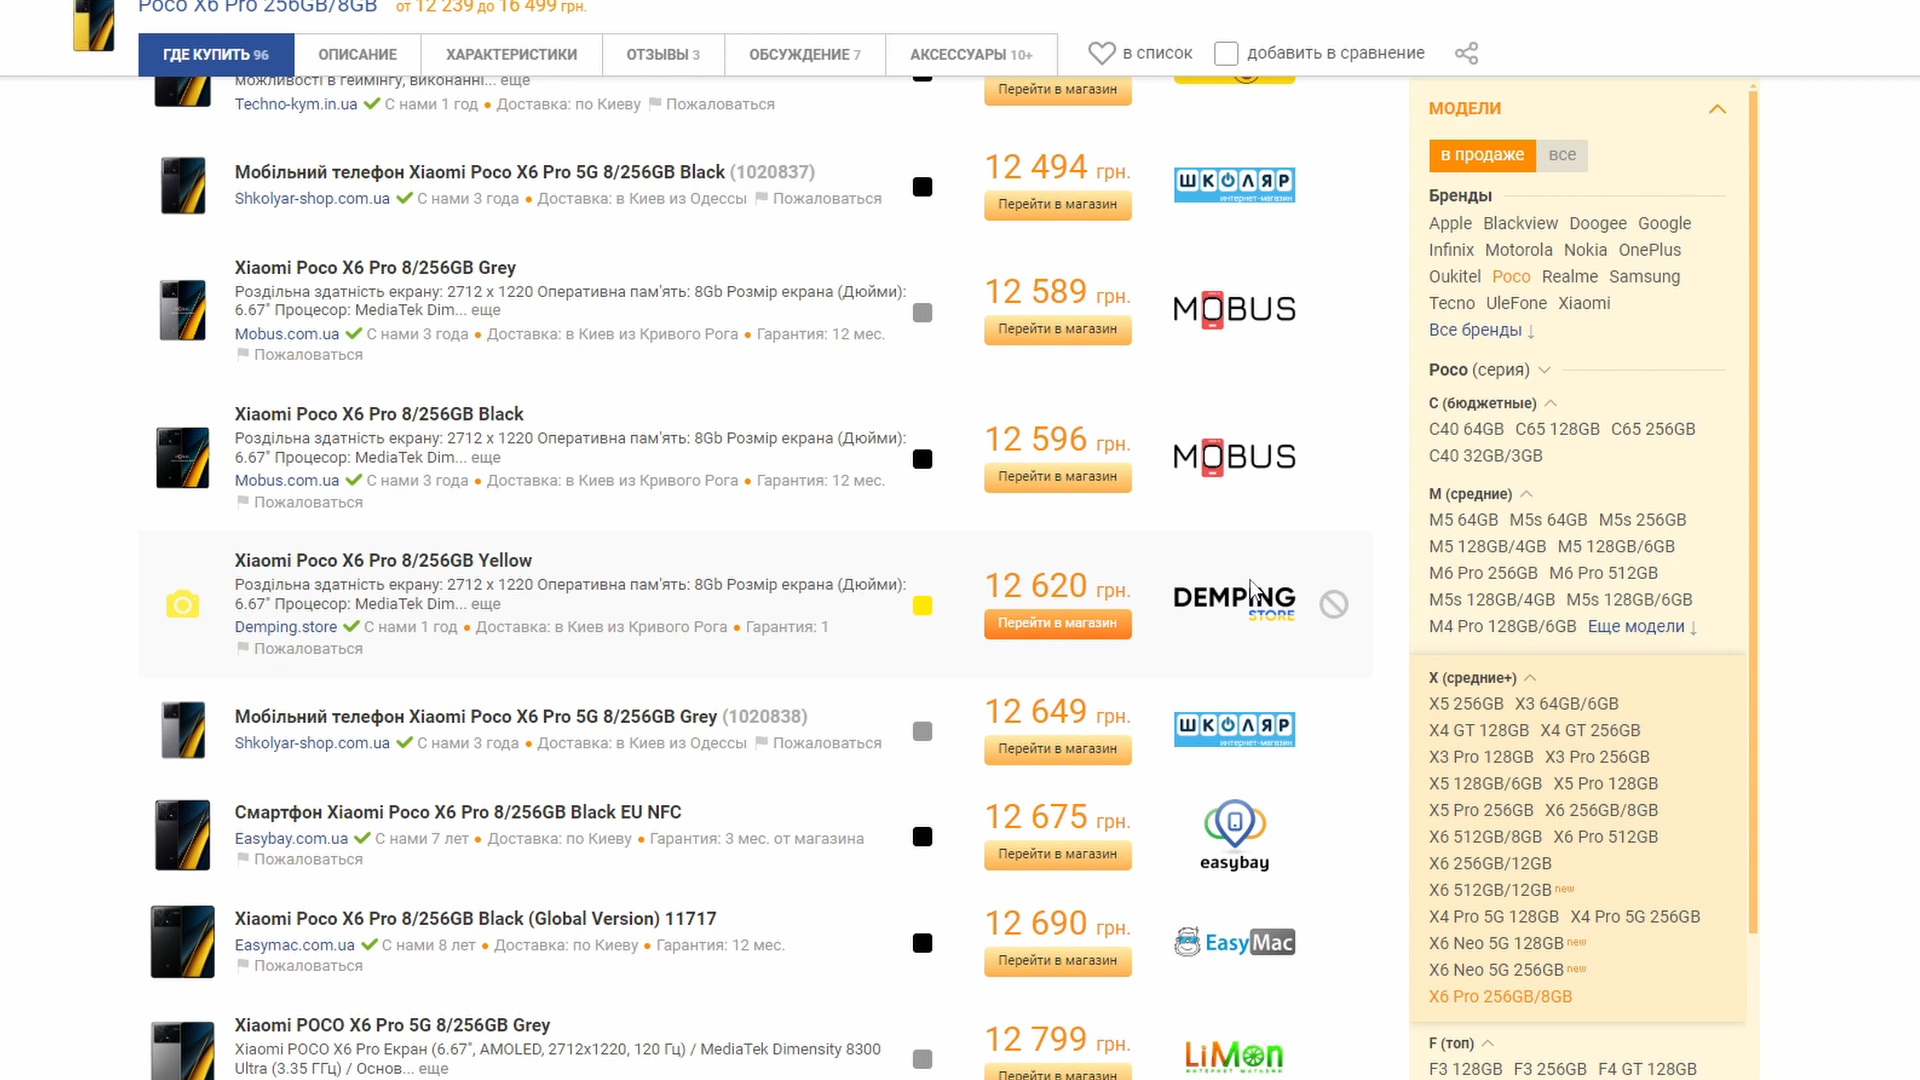 Poco X6 Pro 256GB/8GB от 12 239 до 16 499 грн.
ГДЕ КУПИТЬ 96 ОПИСАНИЕ ХАРАКТЕРИСТИКИ ОТЗЫВЫ 3 ОБСУЖДЕНИЕ 7 АКСЕССУАРЫ 10+ в список добавить в сравнение
можливості в геймінгу, виконанні... еще
Techno-kym.in.ua С нами 1 год • Доставка: по Киеву Пожаловаться
Перейти в магазин
Мобільний телефон Xiaomi Poco X6 Pro 5G 8/256GB Black (1020837)
Shkolyar-shop.com.ua С нами 3 года • Доставка: в Киев из Одессы Пожаловаться
12 494 грн.
Перейти в магазин
ШКОЛЯР
интернет-магазин
Xiaomi Poco X6 Pro 8/256GB Grey
Роздільна здатність екрану: 2712 x 1220 Оперативна пам'ять: 8Gb Розмір екрана (Дюйми):
6.67" Процесор: MediaTek Dim... еще
Mobus.com.ua С нами 3 года • Доставка: в Киев из Кривого Рога • Гарантия: 12 мес.
Пожаловаться
12 589 грн.
Перейти в магазин
MOBUS
Xiaomi Poco X6 Pro 8/256GB Black
Роздільна здатність екрану: 2712 x 1220 Оперативна пам'ять: 8Gb Розмір екрана (Дюйми):
6.67" Процесор: MediaTek Dim... еще
Mobus.com.ua С нами 3 года • Доставка: в Киев из Кривого Рога • Гарантия: 12 мес.
Пожаловаться
12 596 грн.
Перейти в магазин
MOBUS
Xiaomi Poco X6 Pro 8/256GB Yellow
Роздільна здатність екрану: 2712 x 1220 Оперативна пам'ять: 8Gb Розмір екрана (Дюйми):
6.67" Процесор: MediaTek Dim... еще
Demping.store С нами 1 год • Доставка: в Киев из Кривого Рога • Гарантия: 1
Пожаловаться
12 620 грн.
Перейти в магазин
DEMPING
STORE
Мобільний телефон Xiaomi Poco X6 Pro 5G 8/256GB Grey (1020838)
Shkolyar-shop.com.ua С нами 3 года • Доставка: в Киев из Одессы Пожаловаться
12 649 грн.
Перейти в магазин
ШКОЛЯР
интернет-магазин
Смартфон Xiaomi Poco X6 Pro 8/256GB Black EU NFC
Easybay.com.ua С нами 7 лет • Доставка: по Киеву • Гарантия: 3 мес. от магазина
Пожаловаться
12 675 грн.
Перейти в магазин
easybay
Xiaomi Poco X6 Pro 8/256GB Black (Global Version) 11717
Easymac.com.ua С нами 8 лет • Доставка: по Киеву • Гарантия: 12 мес.
Пожаловаться
12 690 грн.
Перейти в магазин
EasyMac
Xiaomi POCO X6 Pro 5G 8/256GB Grey
Xiaomi POCO X6 Pro Екран (6.67", AMOLED, 2712x1220, 120 Гц) / MediaTek Dimensity 8300
Ultra (3.35 ГГц) / Основ... еще
12 799 грн.
Перейти в магазин
LiMon
ИНТЕРНЕТ МАГАЗИН
МОДЕЛИ
в продаже все
Бренды
Apple Blackview Doogee Google
Infinix Motorola Nokia OnePlus
Oukitel Poco Realme Samsung
Tecno UleFone Xiaomi
Все бренды ↓
Poco (серия)
C (бюджетные)
C40 64GB C65 128GB C65 256GB
C40 32GB/3GB
M (средние)
M5 64GB M5s 64GB M5s 256GB
M5 128GB/4GB M5 128GB/6GB
M6 Pro 256GB M6 Pro 512GB
M5s 128GB/4GB M5s 128GB/6GB
M4 Pro 128GB/6GB Еще модели ↓
X (средние+)
X5 256GB X3 64GB/6GB
X4 GT 128GB X4 GT 256GB
X3 Pro 128GB X3 Pro 256GB
X5 128GB/6GB X5 Pro 128GB
X5 Pro 256GB X6 256GB/8GB
X6 512GB/8GB X6 Pro 512GB
X6 256GB/12GB
X6 512GB/12GB new
X4 Pro 5G 128GB X4 Pro 5G 256GB
X6 Neo 5G 128GB new
X6 Neo 5G 256GB new
X6 Pro 256GB/8GB
F (топ)
F3 128GB F3 256GB F4 GT 128GB